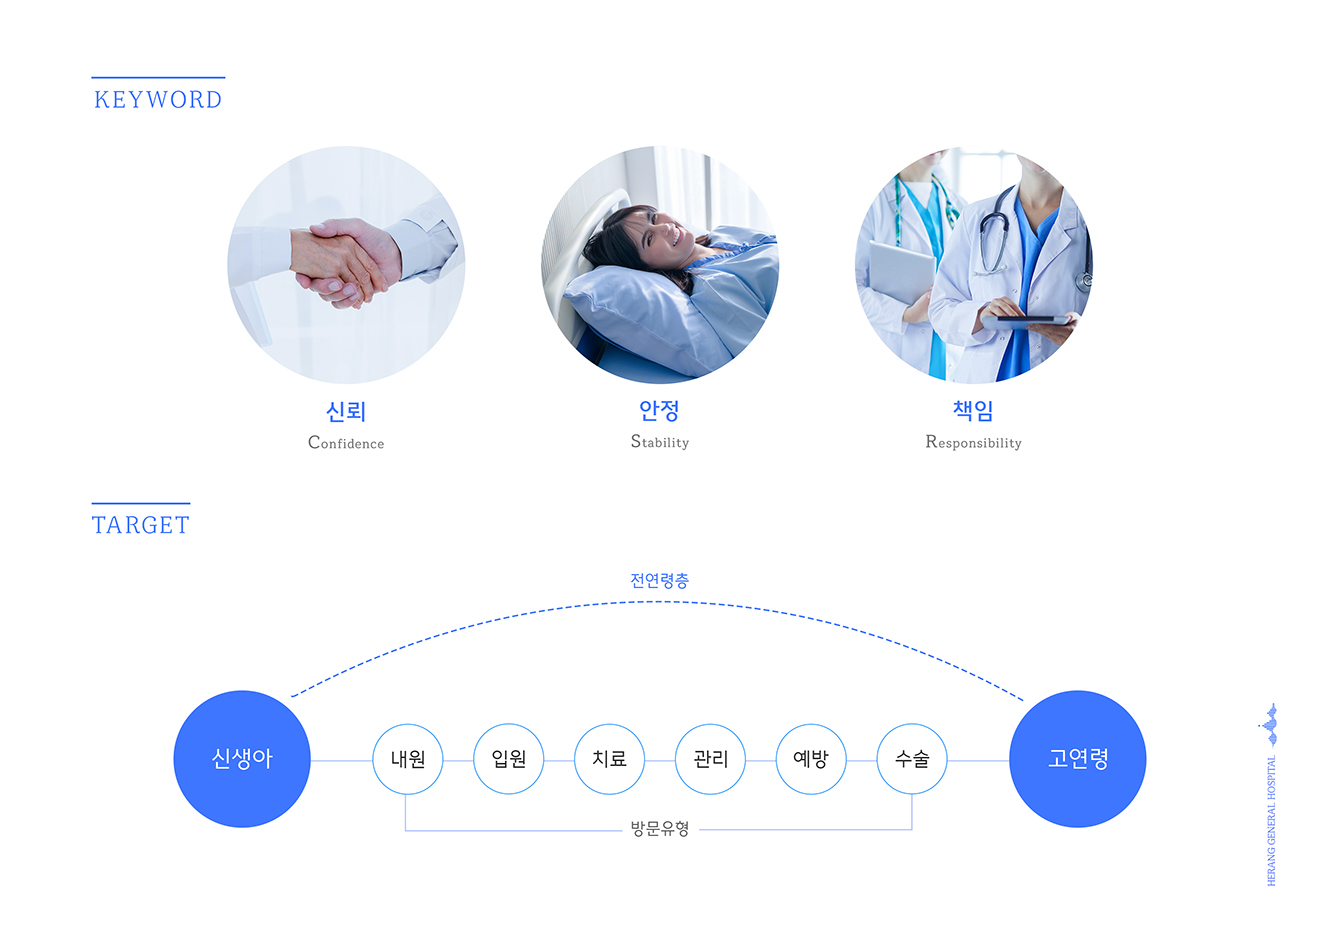 KEYWORD
신뢰
Confidence
안정
Stability
책임
Responsibility
TARGET
전연령층
신생아
내원
입원
치료
관리
예방
수술
고연령
방문유형
HERANG GENERAL HOSPITAL